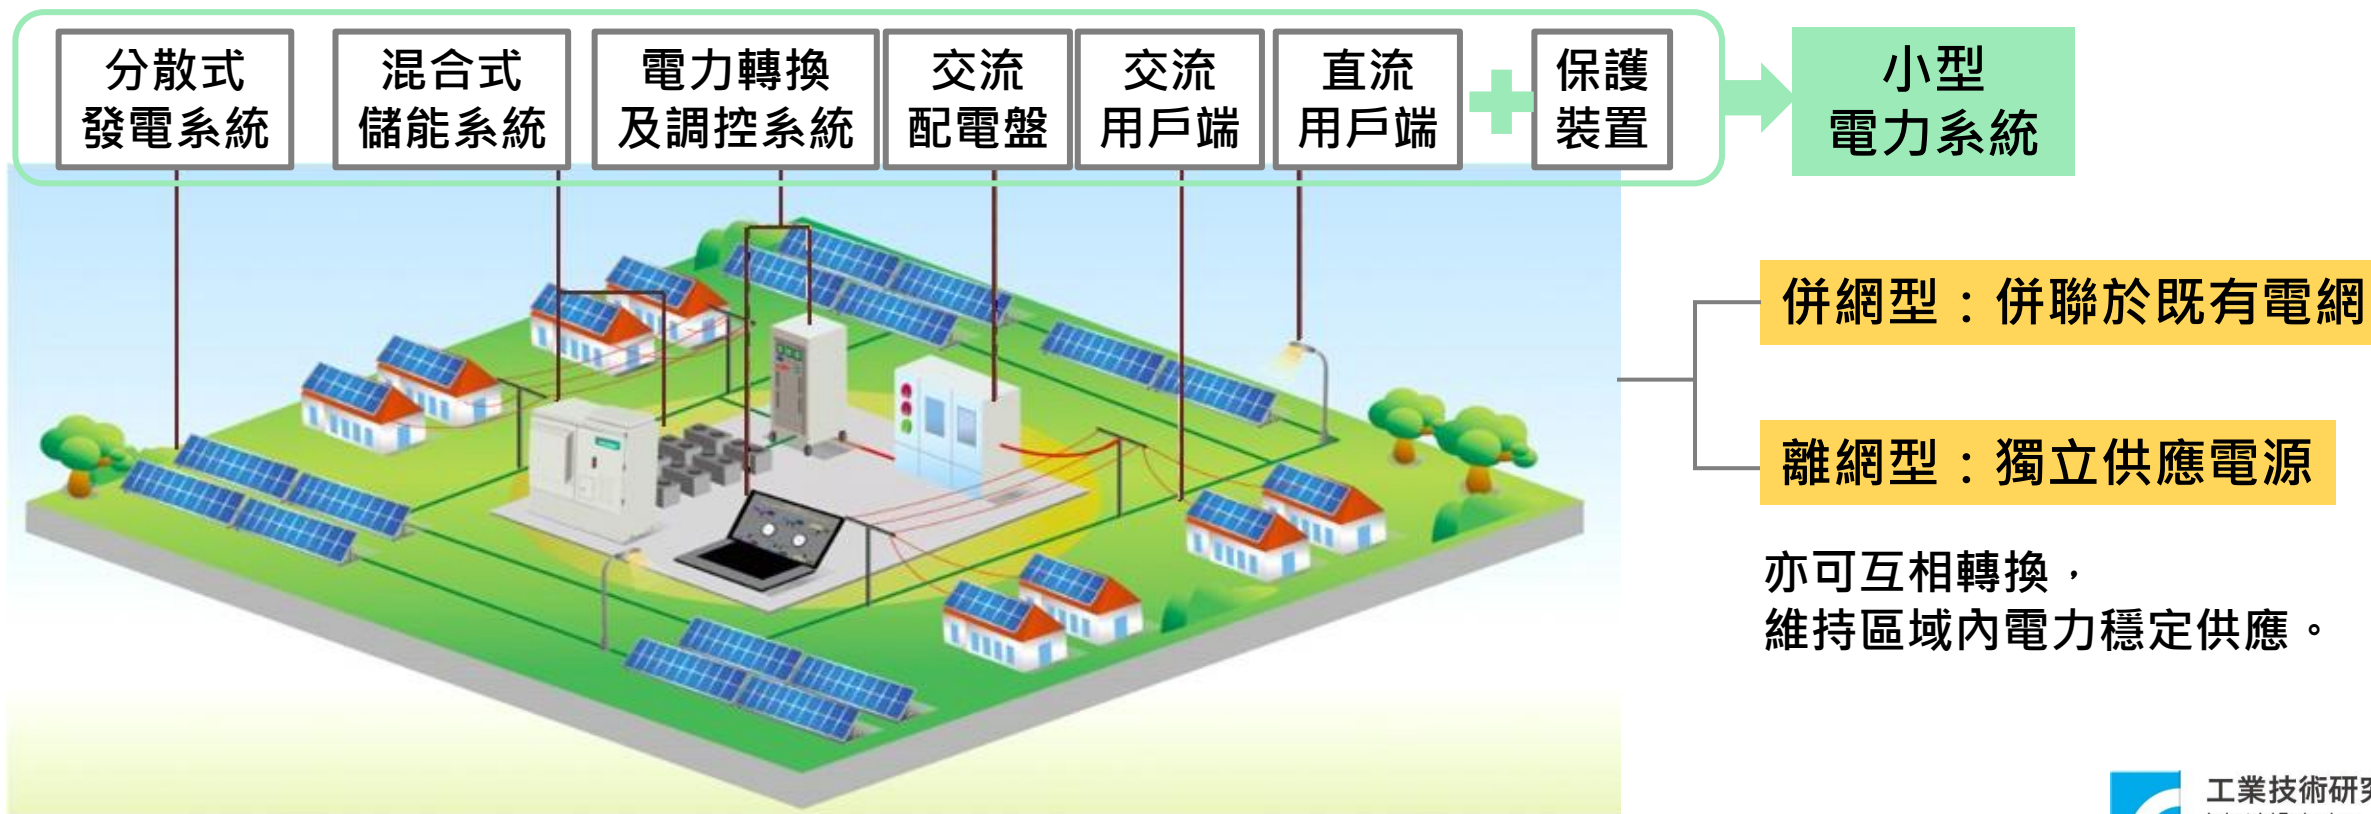 分散式
發電系統
混合式
儲能系統
電力轉換
及調控系統
交流
配電盤
交流
用戶端
直流
用戶端
保護
裝置
小型
電力系統
併網型：併聯於既有電網
離網型：獨立供應電源
亦可互相轉換，
維持區域內電力穩定供應。
工業技術研究